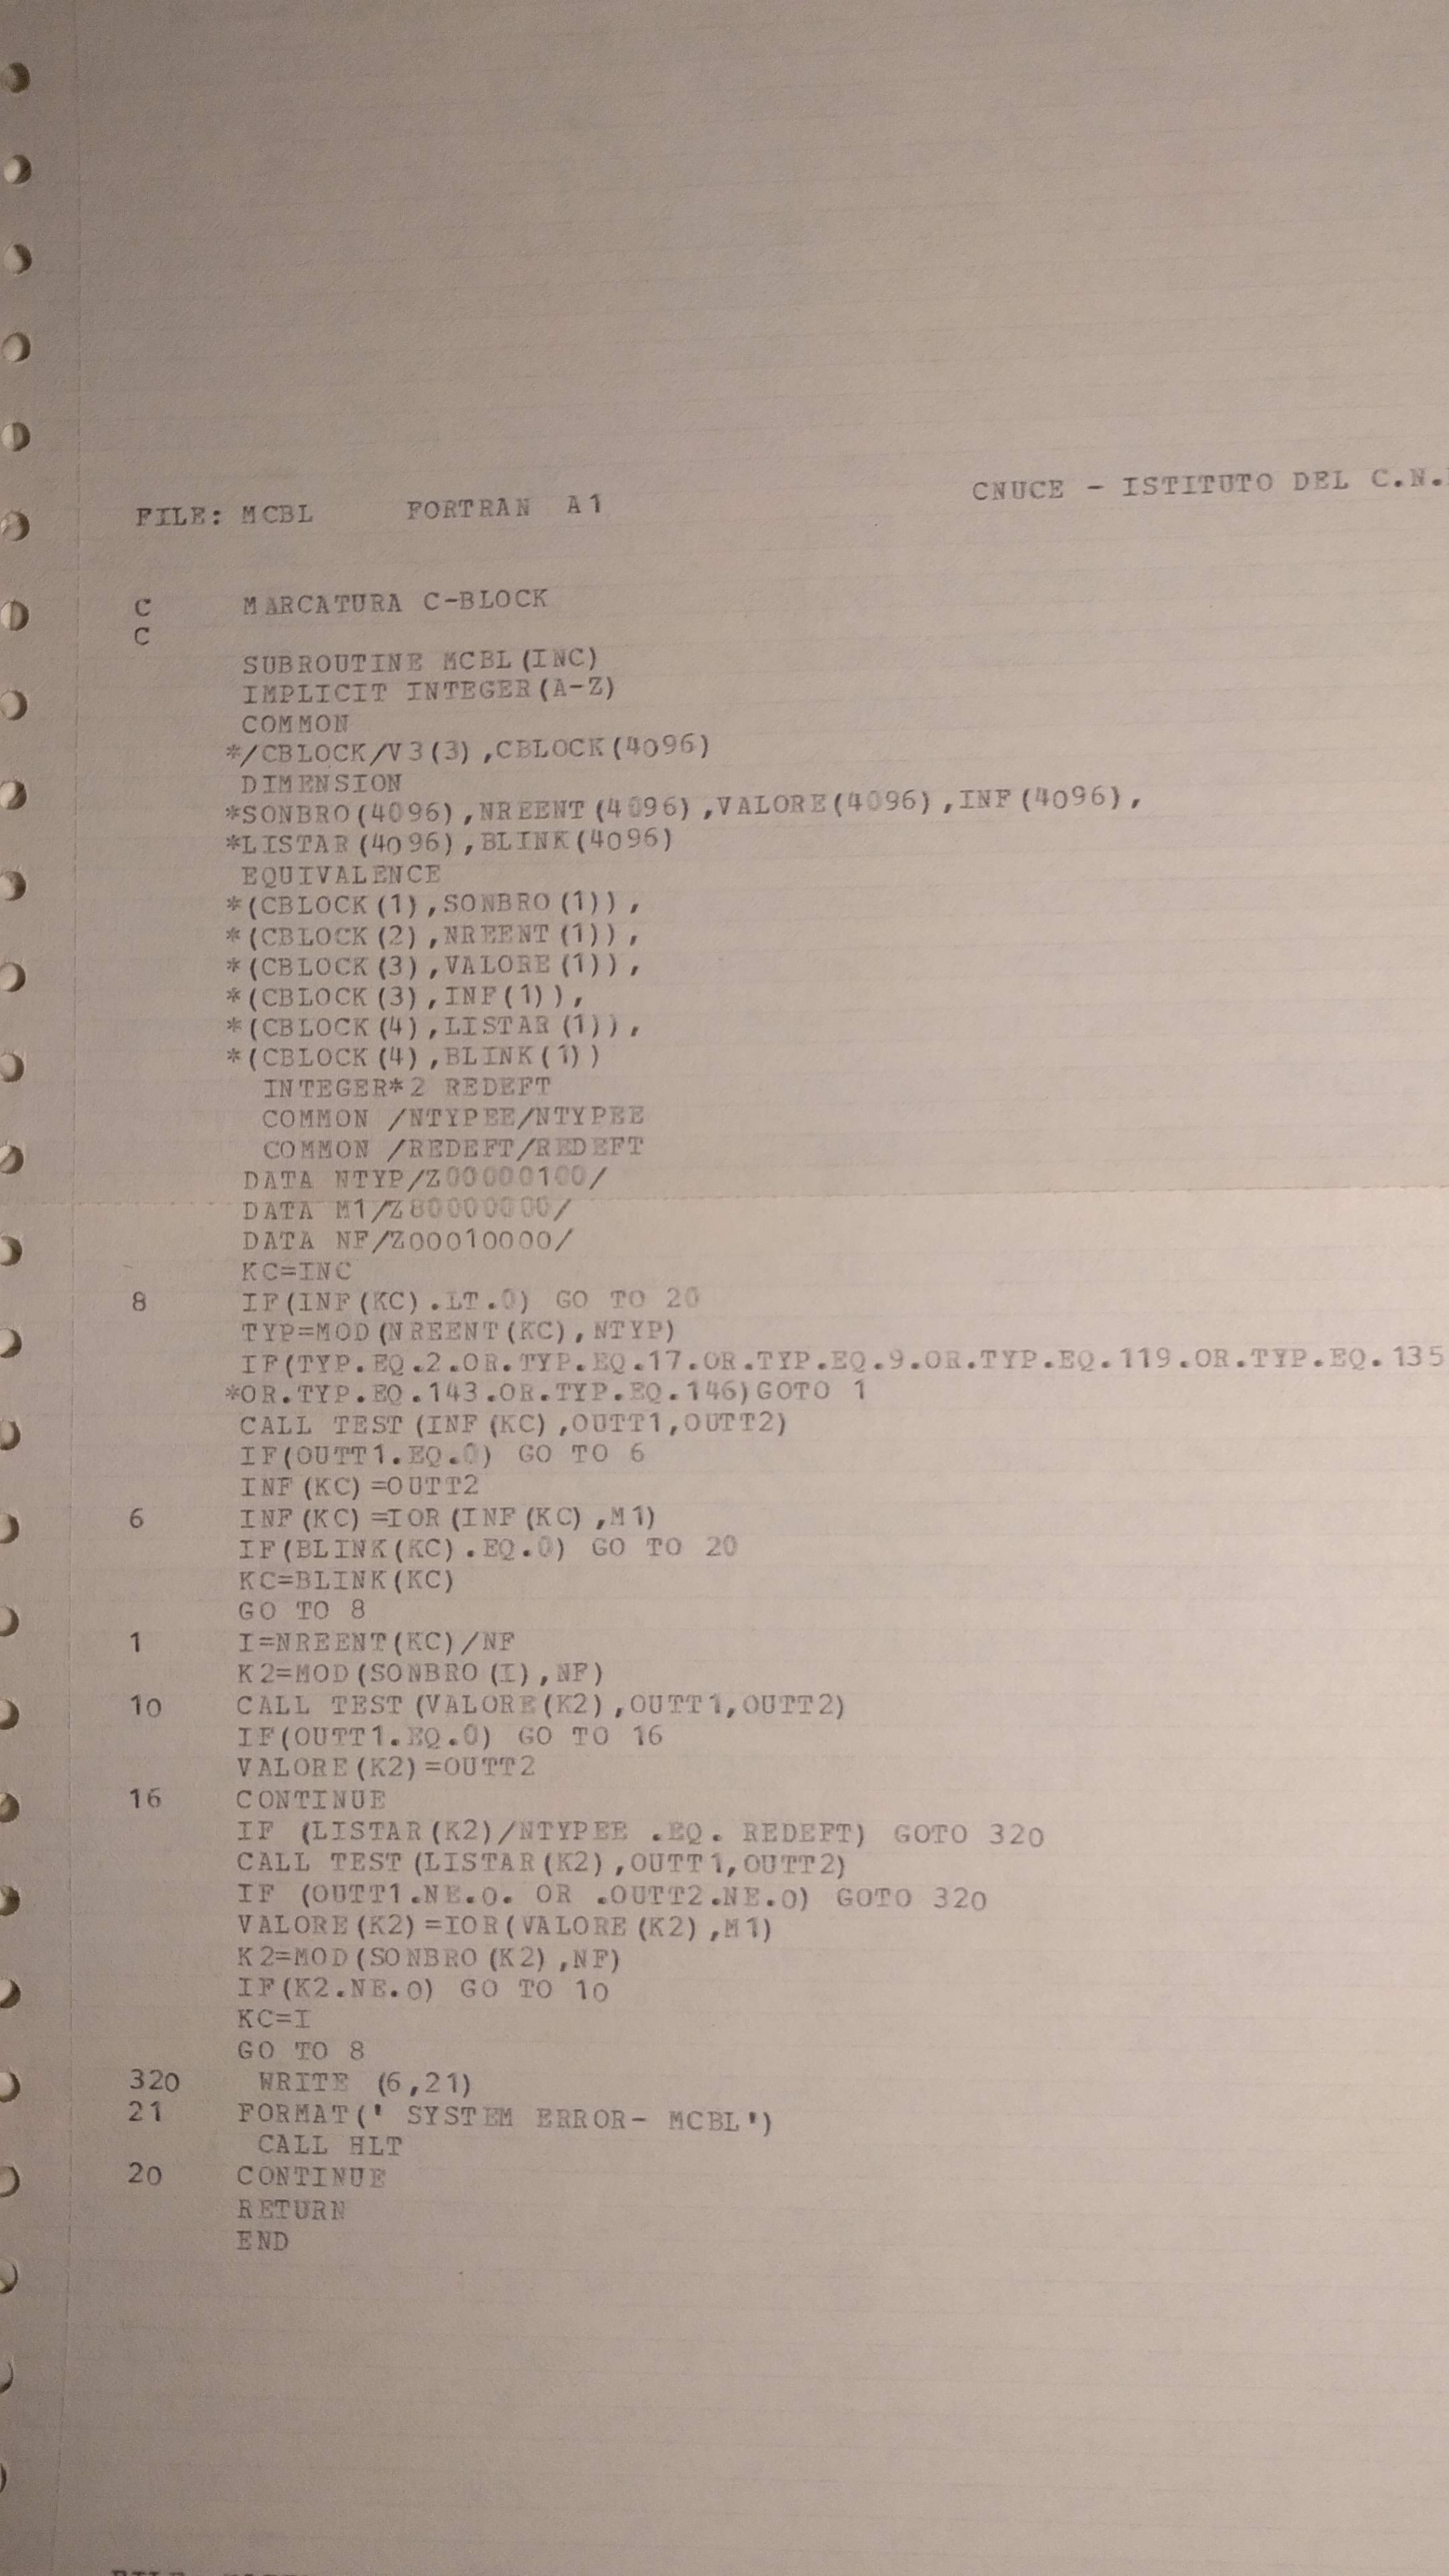 CNUCE - ISTITUTO DEL C.N.
FILE: MCBL FORTRAN A1
C MARCATURA C-BLOCK
C
SUBROUTINE MCBL(INC)
IMPLICIT INTEGER(A-Z)
COMMON
*/CBLOCK/V3(3),CBLOCK(4096)
DIMENSION
*SONBRO(4096),NREENT(4096),VALORE(4096),INF(4096),
*LISTAR(4096),BLINK(4096)
EQUIVALENCE
*(CBLOCK(1),SONBRO(1)),
*(CBLOCK(2),NREENT(1)),
*(CBLOCK(3),VALORE(1)),
*(CBLOCK(3),INF(1)),
*(CBLOCK(4),LISTAR(1)),
*(CBLOCK(4),BLINK(1))
INTEGER*2 REDEFT
COMMON /NTYPEE/NTYPEE
COMMON /REDEFT/REDEFT
DATA NTYP/Z00000100/
DATA M1/Z80000000/
DATA NF/Z00010000/
KC=INC
8 IF(INF(KC).LT.0) GO TO 20
TYP=MOD(NREENT(KC),NTYP)
IF(TYP.EQ.2.OR.TYP.EQ.17.OR.TYP.EQ.9.OR.TYP.EQ.119.OR.TYP.EQ.135
*OR.TYP.EQ.143.OR.TYP.EQ.146)GOTO 1
CALL TEST(INF(KC),OUTT1,OUTT2)
IF(OUTT1.EQ.0) GO TO 6
INF(KC)=OUTT2
6 INF(KC)=IOR(INF(KC),M1)
IF(BLINK(KC).EQ.0) GO TO 20
KC=BLINK(KC)
GO TO 8
1 I=NREENT(KC)/NF
K2=MOD(SONBRO(I),NF)
10 CALL TEST(VALORE(K2),OUTT1,OUTT2)
IF(OUTT1.EQ.0) GO TO 16
VALORE(K2)=OUTT2
16 CONTINUE
IF (LISTAR(K2)/NTYPEE .EQ. REDEFT) GOTO 320
CALL TEST(LISTAR(K2),OUTT1,OUTT2)
IF (OUTT1.NE.0. OR .OUTT2.NE.0) GOTO 320
VALORE(K2)=IOR(VALORE(K2),M1)
K2=MOD(SONBRO(K2),NF)
IF(K2.NE.0) GO TO 10
KC=I
GO TO 8
320 WRITE (6,21)
21 FORMAT(' SYSTEM ERROR- MCBL')
CALL HLT
20 CONTINUE
RETURN
END